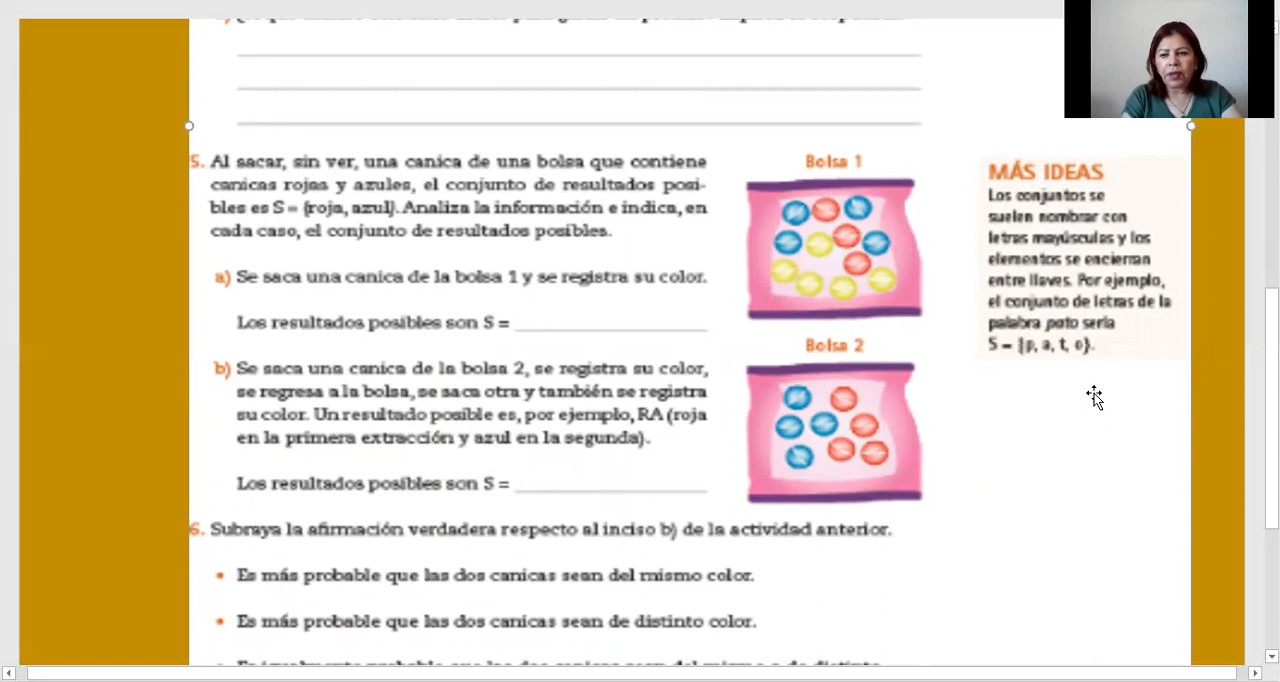 5. Al sacar, sin ver, una canica de una bolsa que contiene
canicas rojas y azules, el conjunto de resultados posi-
bles es S = {roja, azul}. Analiza la información e indica, en
cada caso, el conjunto de resultados posibles.
a) Se saca una canica de la bolsa 1 y se registra su color.
Los resultados posibles son S = 
b) Se saca una canica de la bolsa 2, se registra su color,
se regresa a la bolsa, se saca otra y también se registra
su color. Un resultado posible es, por ejemplo, RA (roja
en la primera extracción y azul en la segunda).
Los resultados posibles son S = 
Bolsa 1
Bolsa 2
MÁS IDEAS
Los conjuntos se
suelen nombrar con
letras mayúsculas y los
elementos se encierran
entre llaves. Por ejemplo,
el conjunto de letras de la
palabra pato sería
S = {p, a, t, o}.
6. Subraya la afirmación verdadera respecto al inciso b) de la actividad anterior.
• Es más probable que las dos canicas sean del mismo color.
• Es más probable que las dos canicas sean de distinto color.